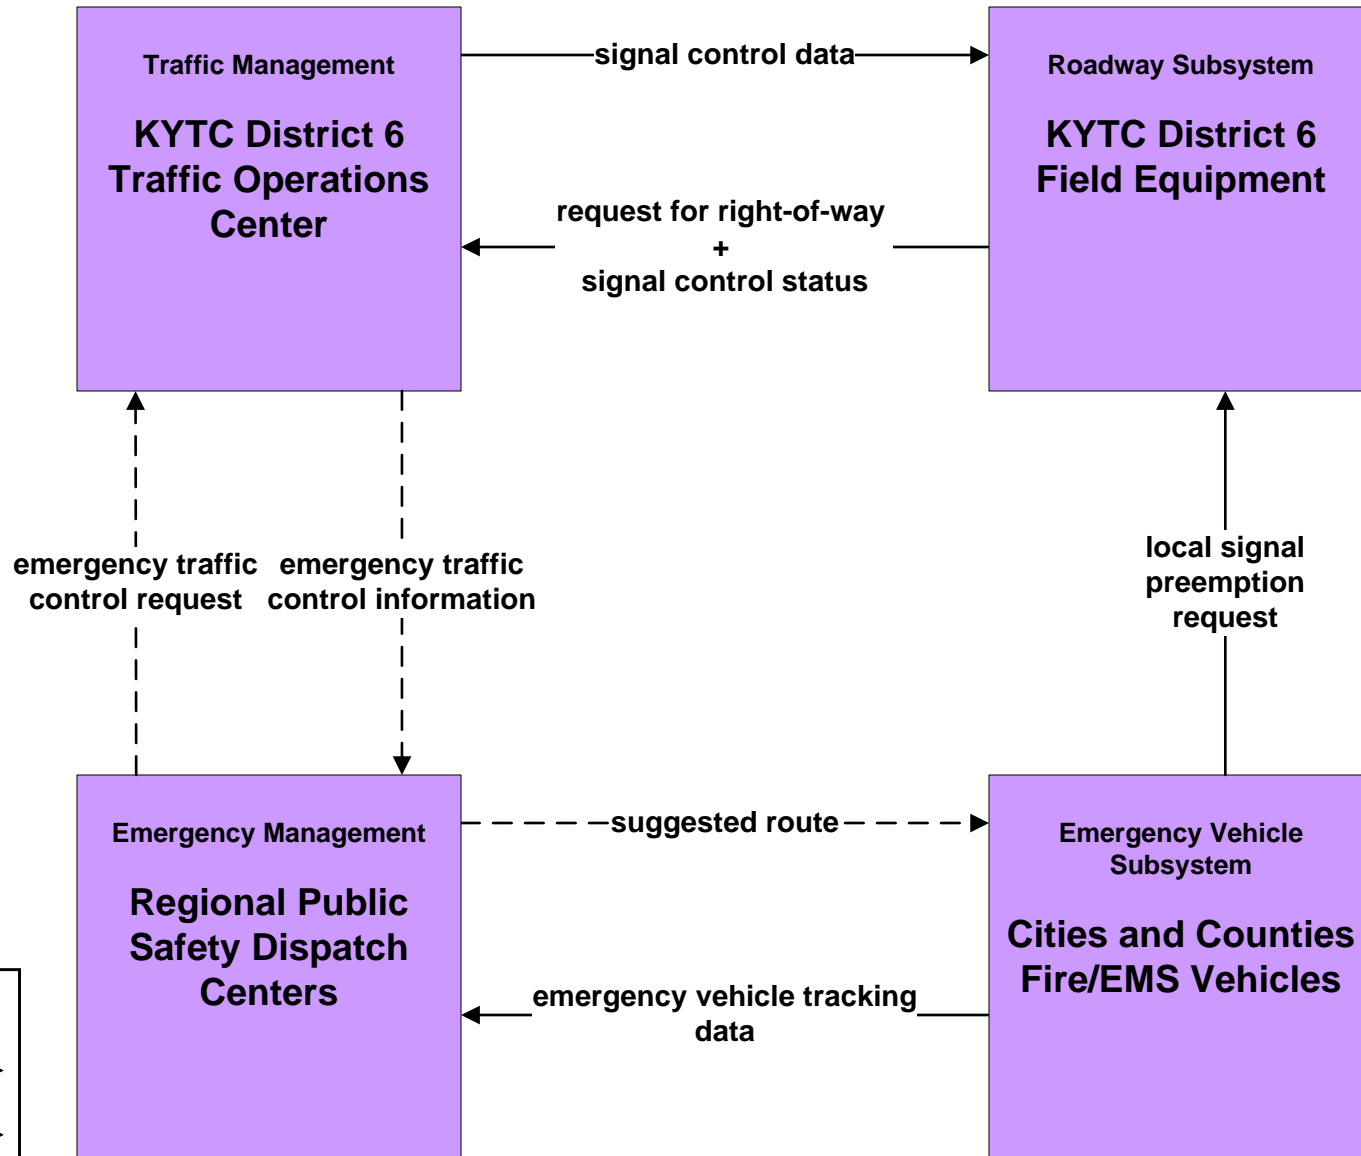 Traffic Management
KYTC District 6
Traffic Operations
Center
signal control data
Roadway Subsystem
KYTC District 6
Field Equipment
request for right-of-way
+
signal control status
emergency traffic
control request
emergency traffic
control information
local signal
preemption
request
Emergency Management
Regional Public
Safety Dispatch
Centers
suggested route
Emergency Vehicle
Subsystem
Cities and Counties
Fire/EMS Vehicles
emergency vehicle tracking
data